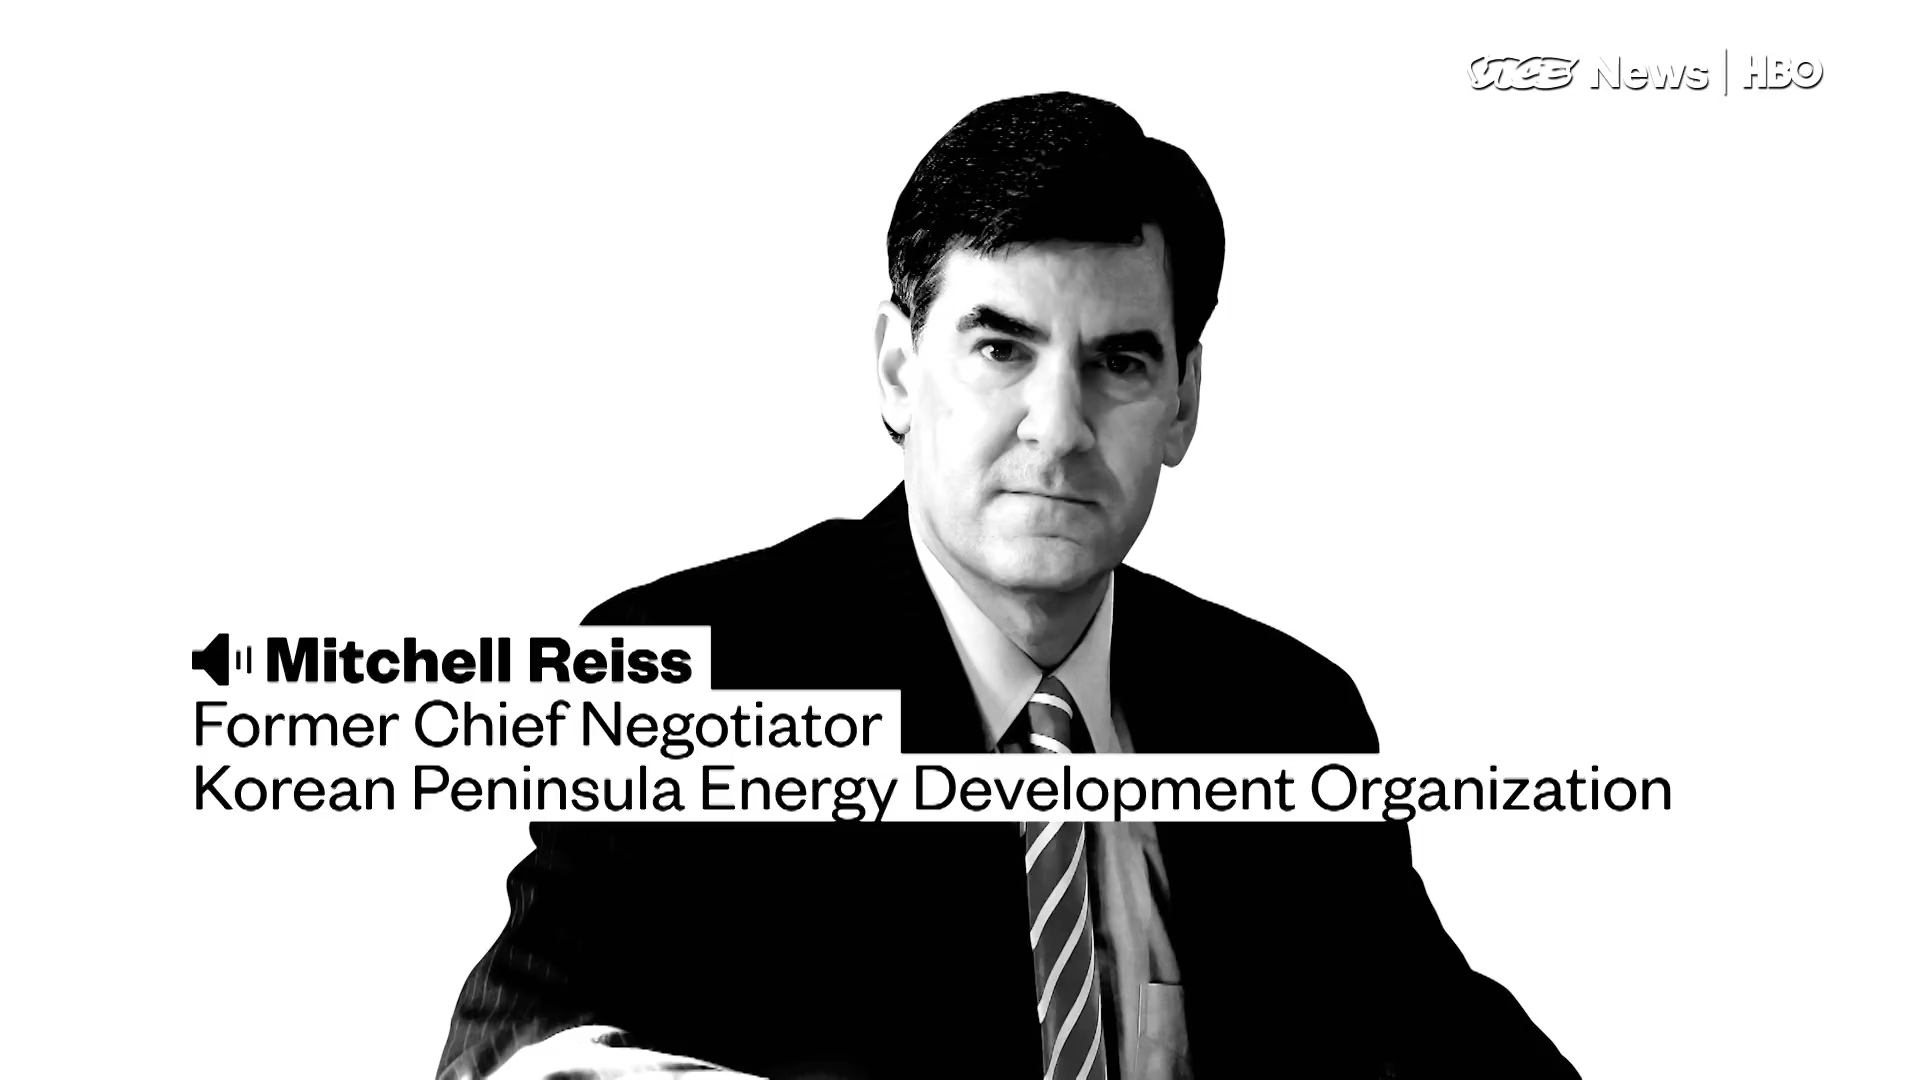 VICE News | HBO
Mitchell Reiss
Former Chief Negotiator
Korean Peninsula Energy Development Organization